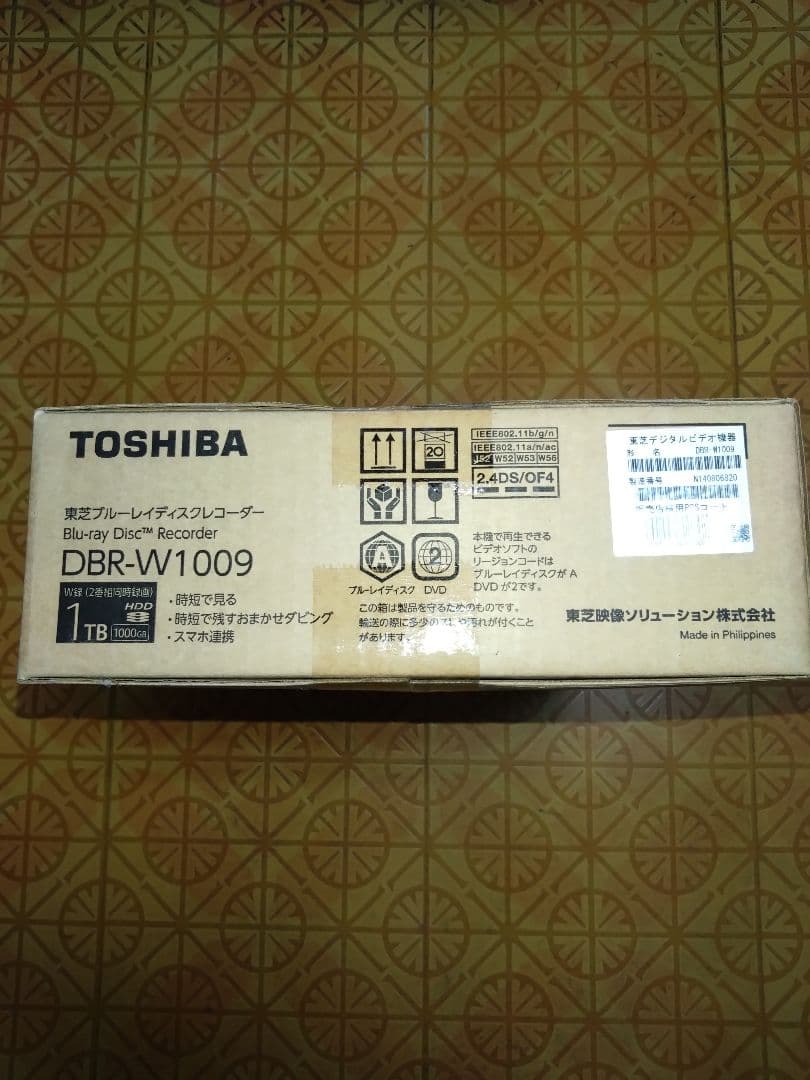 TOSHIBA
東芝ブルーレイディスクレコーダー
Blu-ray Disc™ Recorder
DBR-W1009
W録 (2番組同時録画)
1TB
HDD
1000GB
・時短で見る
・時短で残すおまかせダビング
・スマホ連携
20
A
2
ブルーレイディスク
DVD
IEEE802.11b/g/n
IEEE802.11a/n/ac
J52 W52 W53 W56
2.4DS/OF4
本機で再生できる
ビデオソフトの
リージョンコードは
ブルーレイディスクが A
DVD が2です。
この箱は製品を守るためのものです。
輸送の際に多少の
や汚れが付くこと
があります。
東芝デジタルビデオ機器
形 名 DBR-W1009
製造番号 N140806820
東芝映像ソリューション株式会社
Made in Philippines